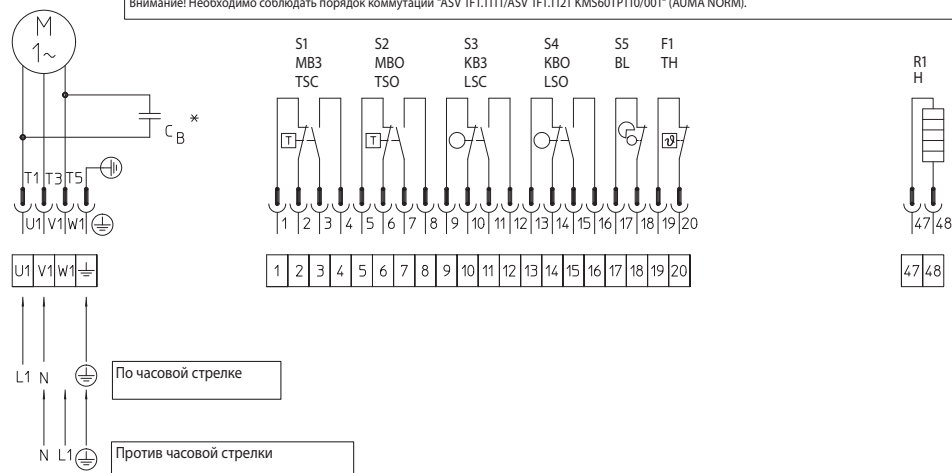 Внимание! Необходимо соблюдать порядок коммутации "ASV 1F1.1111/ASV 1F1.1121 KMS601P110/001" (AUMA NORM).
M
1~
C B *
T1 T3 T5
U1 V1 W1
U1 V1 W1
L1 N
По часовой стрелке
N L1
Против часовой стрелки
S1
MB3
TSC
S2
MBO
TSO
S3
KB3
LSC
S4
KBO
LSO
S5
BL
F1
TH
R1
H
T
T
ϑ
1 2 3 4 5 6 7 8 9 10 11 12 13 14 15 16 17 18 19 20
47 48
1 2 3 4 5 6 7 8 9 10 11 12 13 14 15 16 17 18 19 20
47 48